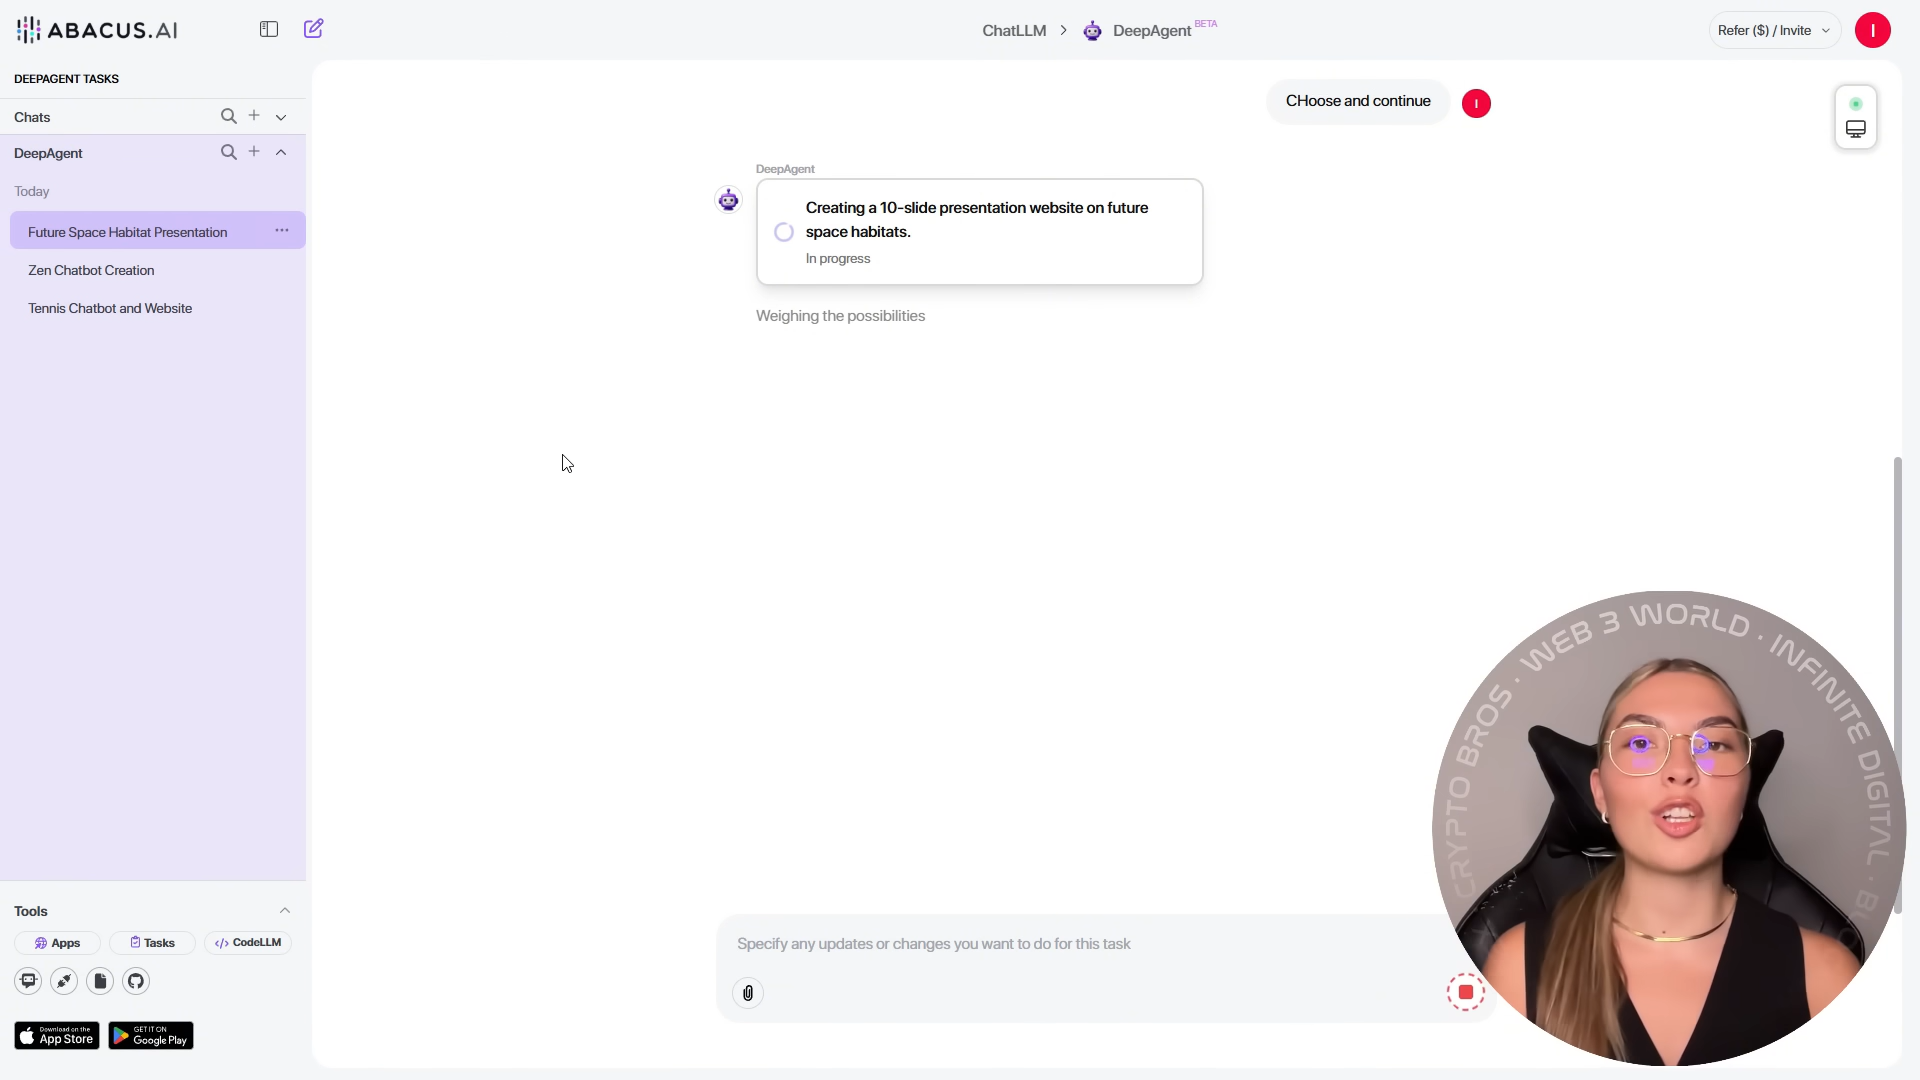 ABACUS.AI
ChatLLM > DeepAgent BETA
Refer ($) / Invite
I
DEEPAGENT TASKS
Chats
DeepAgent
Today
Future Space Habitat Presentation
Zen Chatbot Creation
Tennis Chatbot and Website
CHoose and continue
I
DeepAgent
Creating a 10-slide presentation website on future
space habitats.
In progress
Weighing the possibilities
Specify any updates or changes you want to do for this task
Tools
Apps
Tasks
</> CodeLLM
Download on the
App Store
GET IT ON
Google Play
CRYPTO BROS · WEB 3 WORLD · INFINITE DIGITAL ·